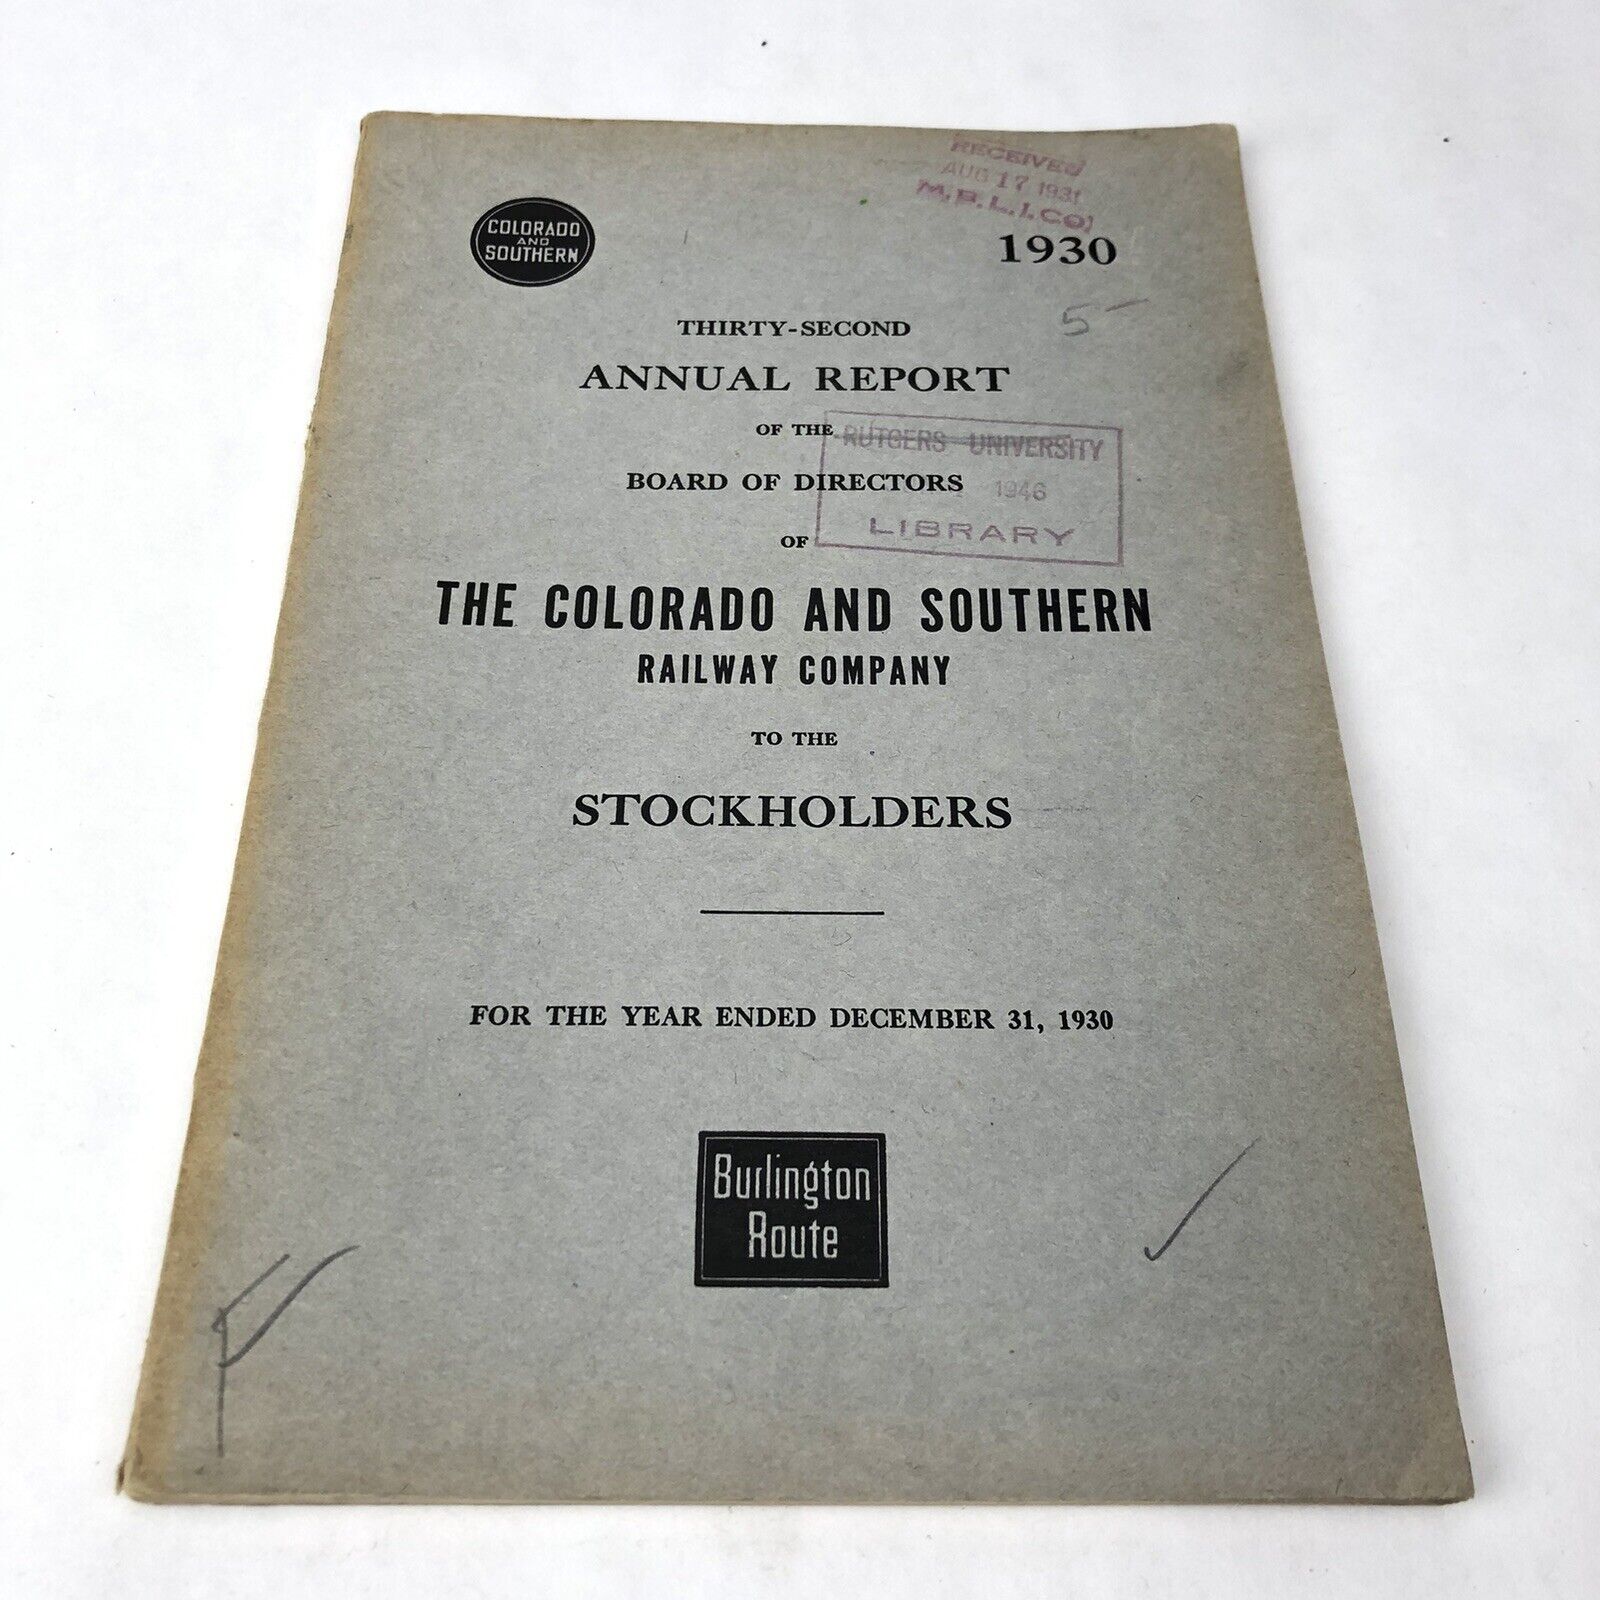 RECEIVED
AUG 17 1931
M.B.L.I.CO.
COLORADO
AND
SOUTHERN
1930
5-
THIRTY-SECOND
ANNUAL REPORT
OF THE
BOARD OF DIRECTORS
OF
RUTGERS UNIVERSITY
1946
LIBRARY
THE COLORADO AND SOUTHERN
RAILWAY COMPANY
TO THE
STOCKHOLDERS
FOR THE YEAR ENDED DECEMBER 31, 1930
Burlington
Route
F